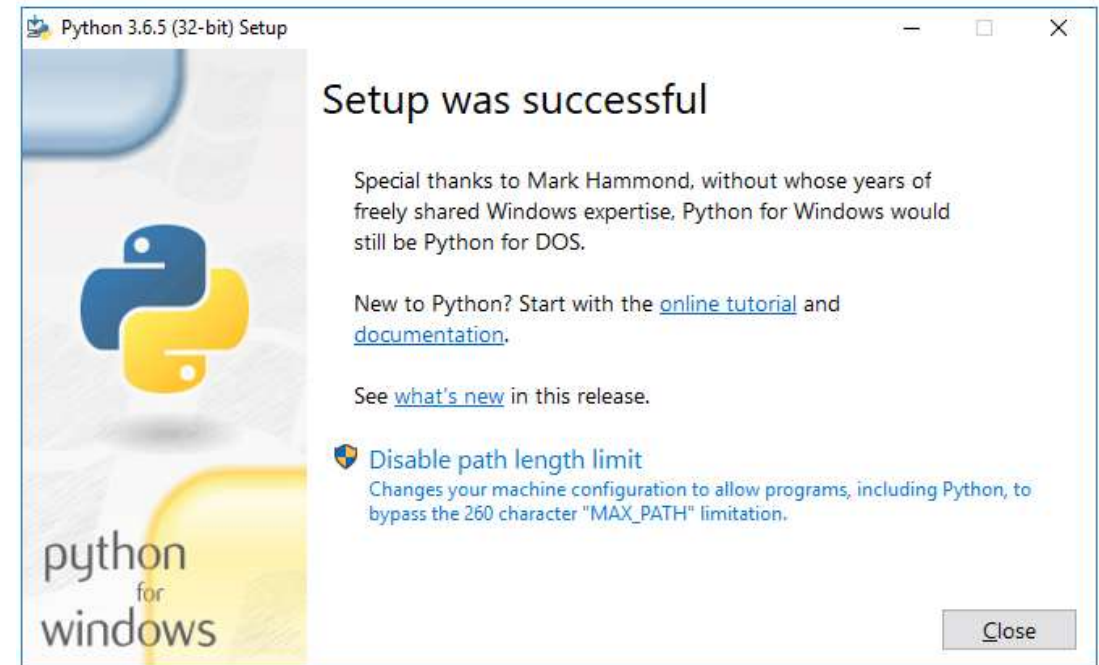 Python 3.6.5 (32-bit) Setup
Setup was successful
Special thanks to Mark Hammond, without whose years of
freely shared Windows expertise, Python for Windows would
still be Python for DOS.
New to Python? Start with the online tutorial and
documentation.
See what's new in this release.
Disable path length limit
Changes your machine configuration to allow programs, including Python, to
bypass the 260 character "MAX_PATH" limitation.
python
for
windows
Close